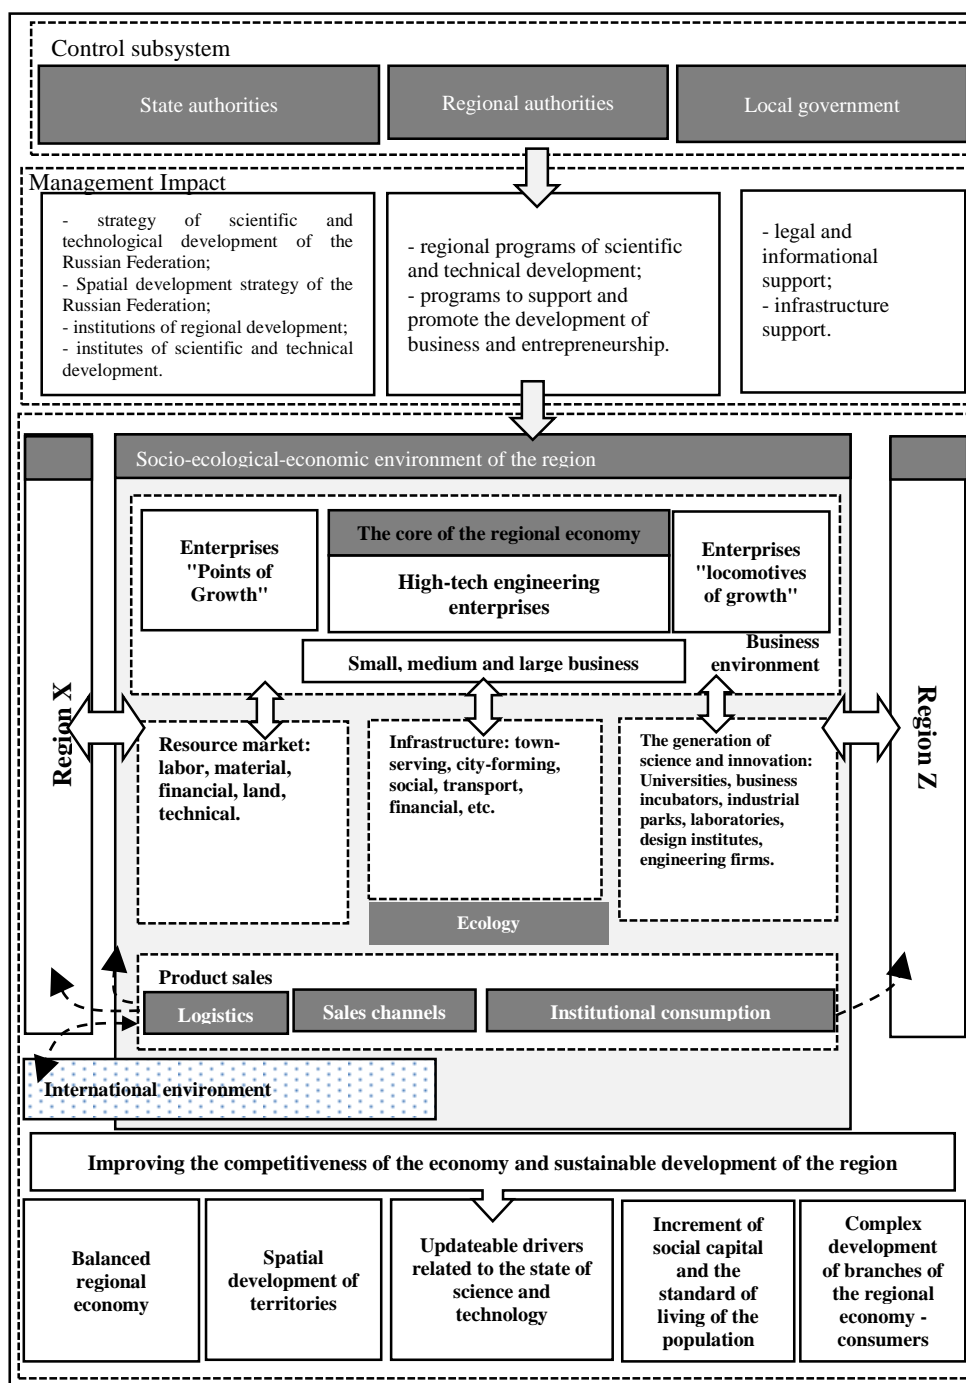 Control subsystem
State authorities
Regional authorities
Local government
Management Impact
- strategy of scientific and
technological development of the
Russian Federation;
- Spatial development strategy of the
Russian Federation;
- institutions of regional development;
- institutes of scientific and technical
development.
- regional programs of scientific
and technical development;
- programs to support and
promote the development of
business and entrepreneurship.
- legal and
informational
support;
- infrastructure
support.
Socio-ecological-economic environment of the region
Region X
Enterprises
"Points of
Growth"
The core of the regional economy
High-tech engineering
enterprises
Enterprises
"locomotives
of growth"
Small, medium and large business
Business
environment
Region Z
Resource market:
labor, material,
financial, land,
technical.
Infrastructure: town-
serving, city-forming,
social, transport,
financial, etc.
The generation of
science and innovation:
Universities, business
incubators, industrial
parks, laboratories,
design institutes,
engineering firms.
Ecology
Product sales
Logistics
Sales channels
Institutional consumption
International environment
Improving the competitiveness of the economy and sustainable development of the region
Balanced
regional
economy
Spatial
development of
territories
Updateable drivers
related to the state of
science and
technology
Increment of
social capital
and the
standard of
living of the
population
Complex
development
of branches of
the regional
economy -
consumers